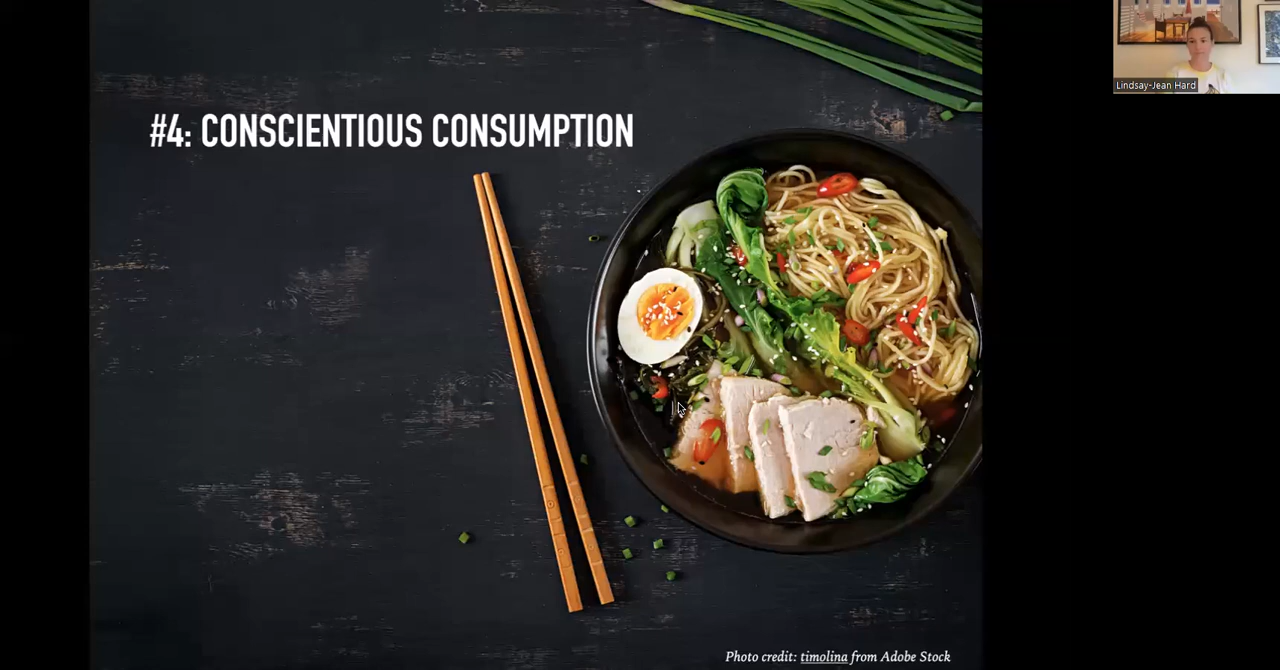 Lindsay-Jean Hard
#4: CONSCIENTIOUS CONSUMPTION
Photo credit: timolina from Adobe Stock